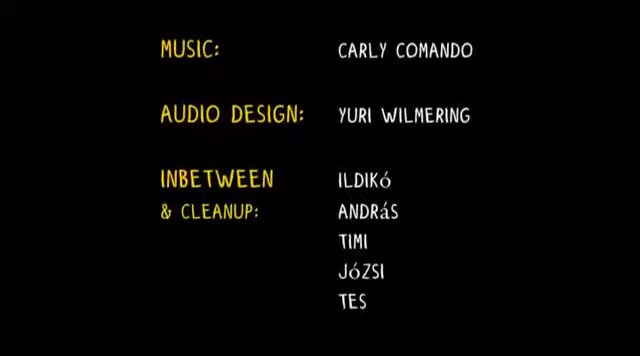 MUSIC: CARLY COMANDO
AUDIO DESIGN: YURI WILMERING
INBETWEEN ILDIKó
& CLEANUP: ANDRáS
TIMI
JóZSI
TES